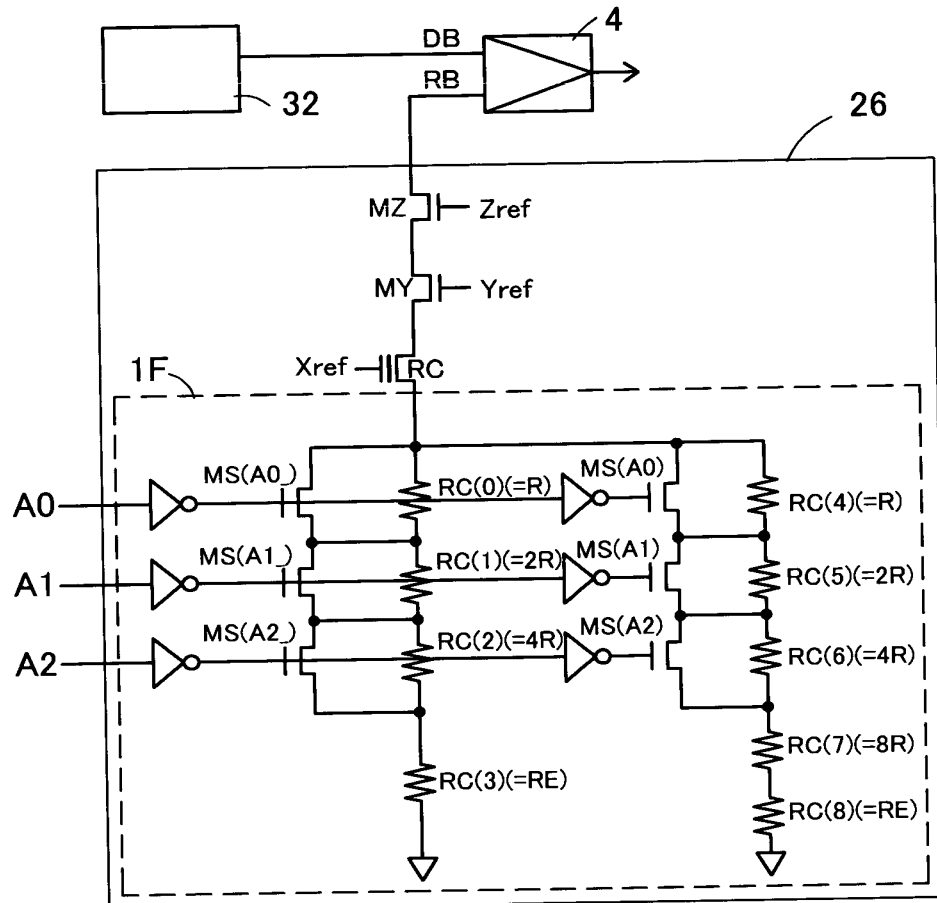 4
DB
RB
32
26
MZ
Zref
MY
Yref
Xref
RC
1F
MS(A0_)
RC(0)(=R)
MS(A0)
RC(4)(=R)
A0
MS(A1_)
RC(1)(=2R)
MS(A1)
RC(5)(=2R)
A1
MS(A2_)
RC(2)(=4R)
MS(A2)
RC(6)(=4R)
A2
RC(7)(=8R)
RC(3)(=RE)
RC(8)(=RE)